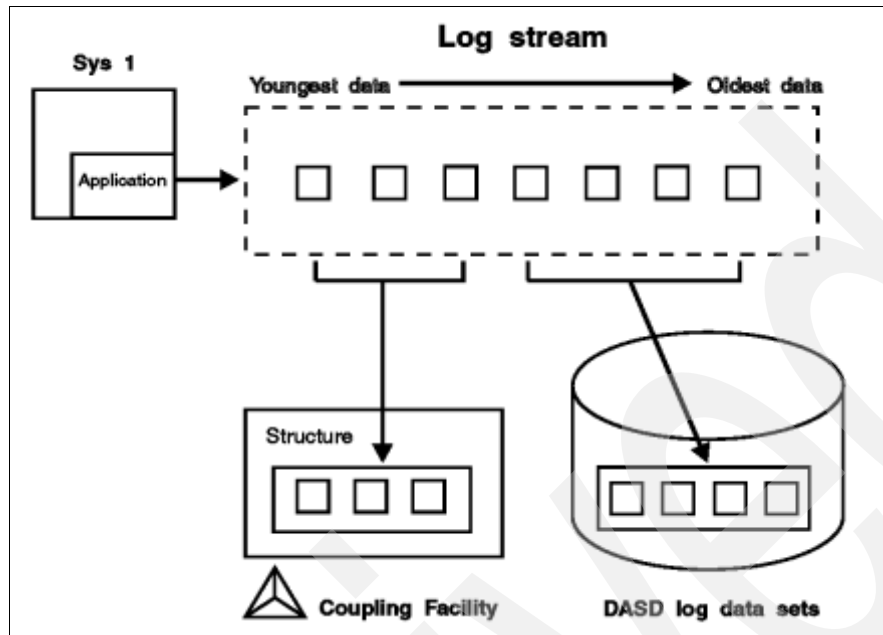 Log stream
Sys 1
Youngest data
Oldest data
Application
Structure
Coupling Facility
DASD log data sets